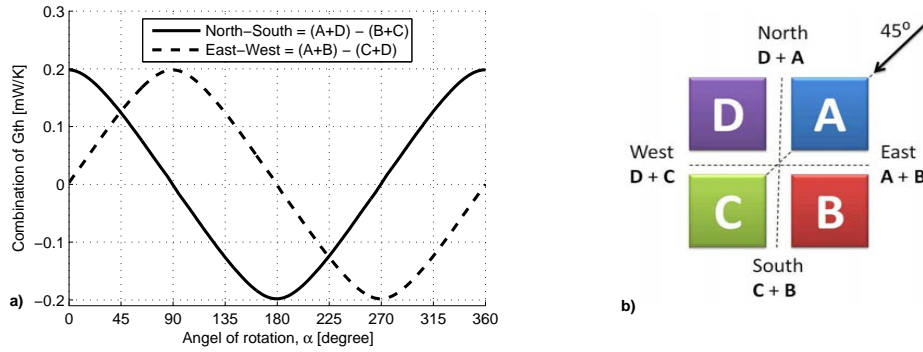 0.3
0.2
0.1
0
−0.1
−0.2
Combination of Gth [mW/K]
North−South = (A+D) − (B+C)
East−West = (A+B) − (C+D)
a)
0 45 90 135 180 225 270 315 360
Angel of rotation, α [degree]
45o
North
D + A
D A
West
D + C
East
A + B
C B
South
C + B
b)